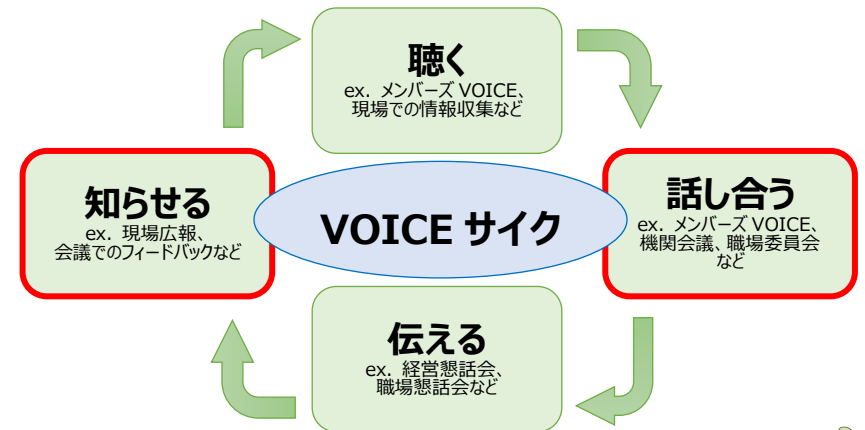 聴く
ex. メンバーズ VOICE、
現場での情報収集など
知らせる
ex. 現場広報、
会議でのフィードバックなど
VOICE サイク
話し合う
ex. メンバーズ VOICE、
機関会議、職場委員会
など
伝える
ex. 経営懇話会、
職場懇話会など